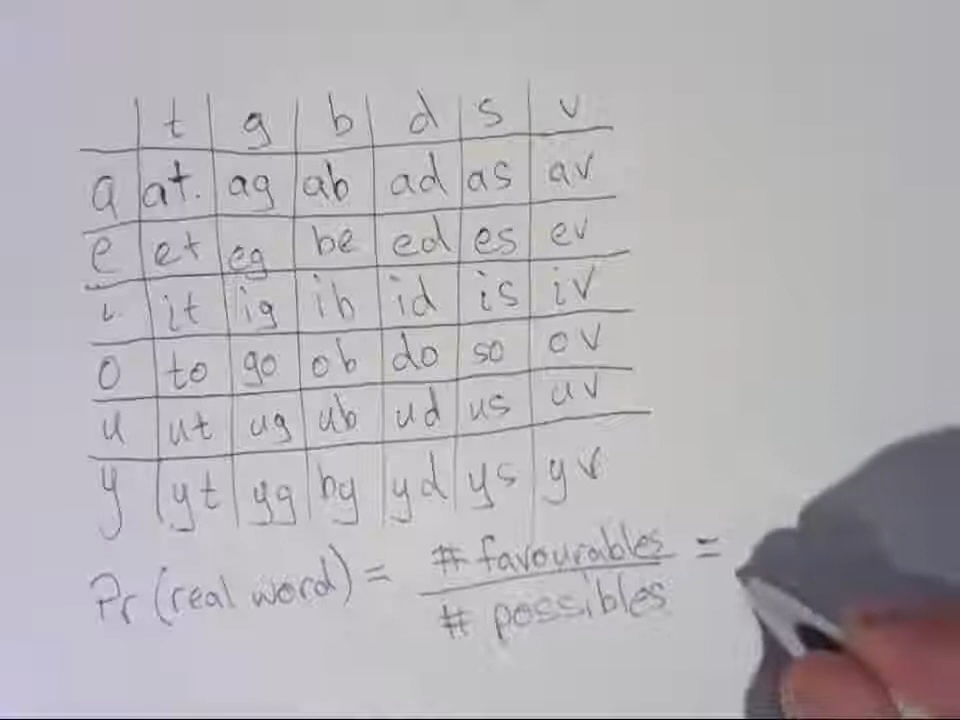 t g b d s v
a at. ag ab ad as av
e et eg be ed es ev
i it ig ib id is iv
o to go ob do so ov
u ut ug ub ud us uv
y yt yg by yd ys yv
Pr (real word) = # favourables =
# possibles